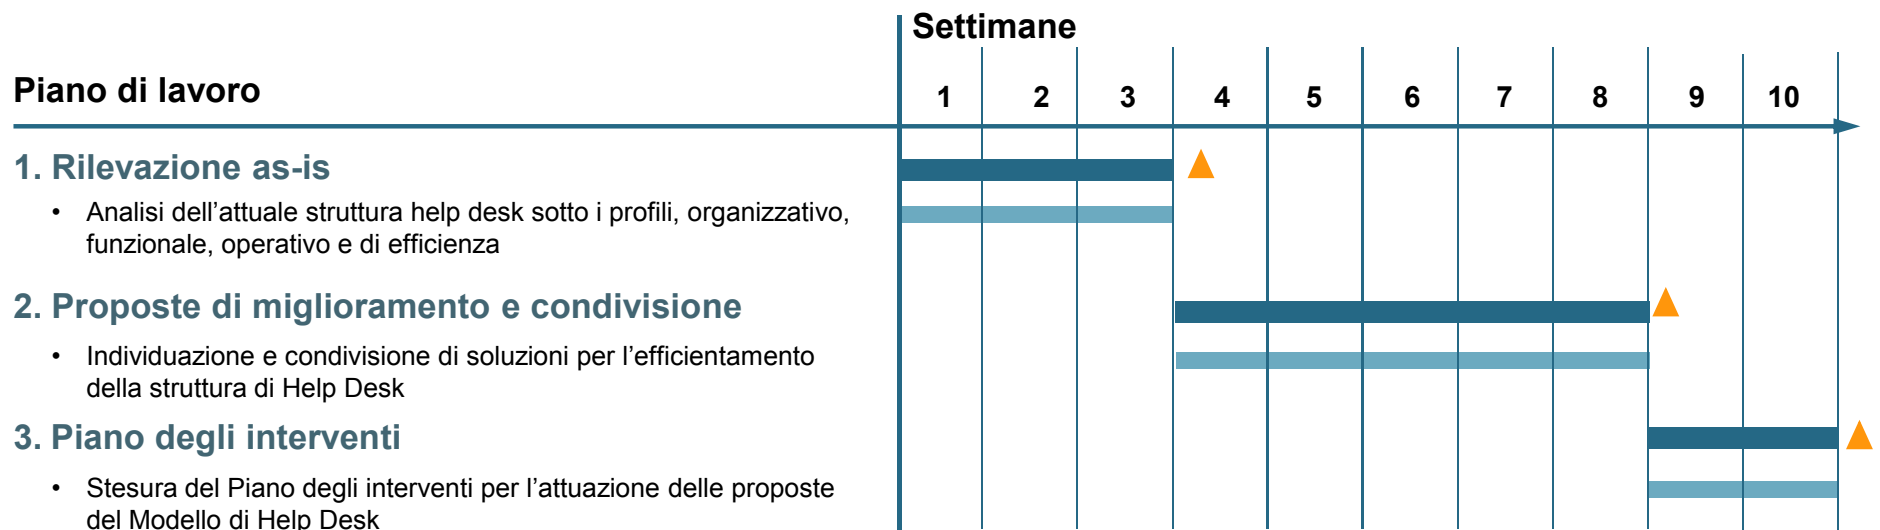 Settimane
Piano di lavoro
1 2 3 4 5 6 7 8 9 10
1. Rilevazione as-is
• Analisi dell’attuale struttura help desk sotto i profili, organizzativo,
funzionale, operativo e di efficienza
2. Proposte di miglioramento e condivisione
• Individuazione e condivisione di soluzioni per l’efficientamento
della struttura di Help Desk
3. Piano degli interventi
• Stesura del Piano degli interventi per l’attuazione delle proposte
del Modello di Help Desk